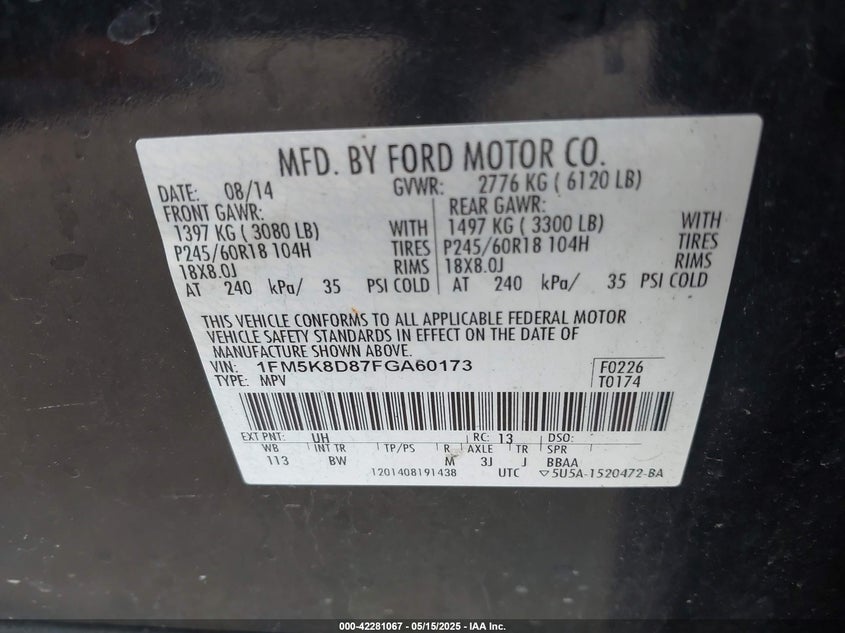 MFD. BY FORD MOTOR CO.
DATE: 08/14 GVWR: 2776 KG ( 6120 LB)
FRONT GAWR: REAR GAWR:
1397 KG ( 3080 LB) WITH 1497 KG ( 3300 LB) WITH
P245/60R18 104H TIRES P245/60R18 104H TIRES
18X8.0J RIMS 18X8.0J RIMS
AT 240 kPa/ 35 PSI COLD AT 240 kPa/ 35 PSI COLD
THIS VEHICLE CONFORMS TO ALL APPLICABLE FEDERAL MOTOR
VEHICLE SAFETY STANDARDS IN EFFECT ON THE DATE OF
MANUFACTURE SHOWN ABOVE.
VIN: 1FM5K8D87FGA60173 F0226
TYPE: MPV T0174
EXT PNT: UH RC: 13 DSO:
WB INT TR TP/PS R AXLE TR SPR
113 BW M 3J J BBAA
1201408191438 UTC ▽5U5A-1520472-BA
000-42281067 - 05/15/2025 - IAA Inc.